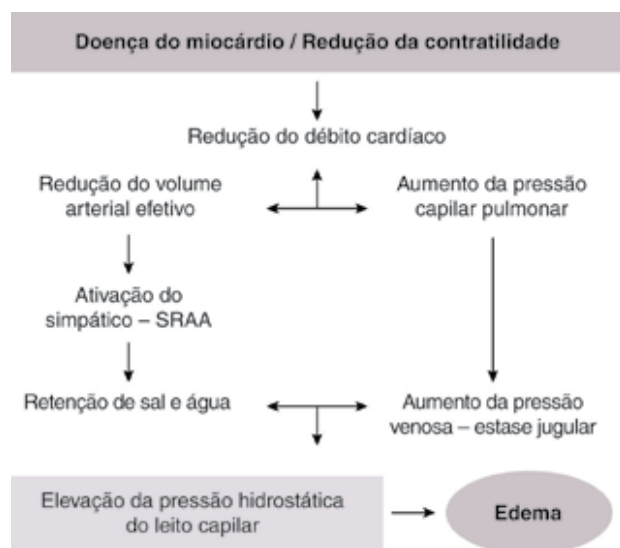 Doença do miocárdio / Redução da contratilidade
Redução do débito cardíaco
Redução do volume
arterial efetivo
Aumento da pressão
capilar pulmonar
Ativação do
simpático – SRAA
Retenção de sal e água
Aumento da pressão
venosa – estase jugular
Elevação da pressão hidrostática
do leito capilar
Edema